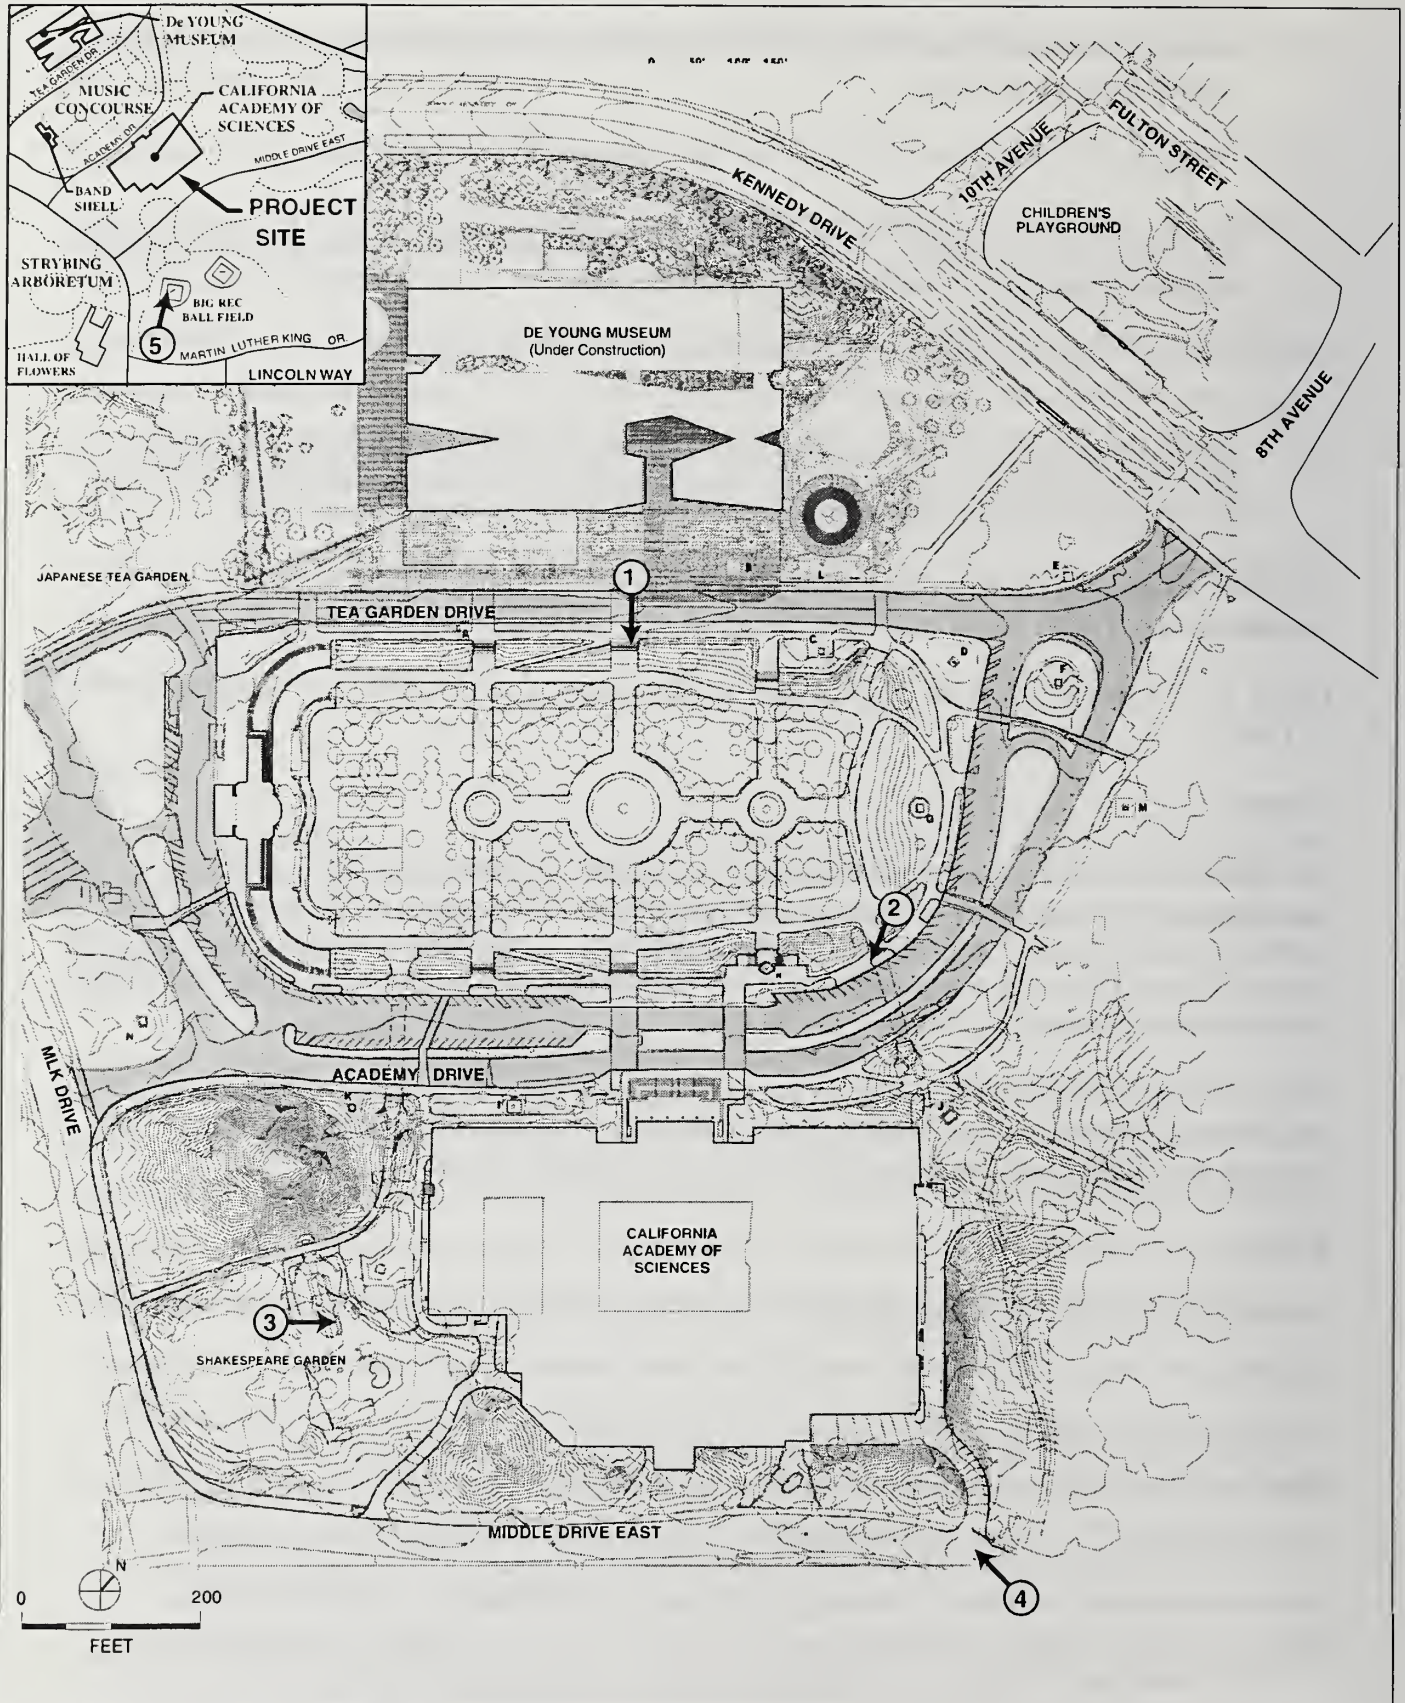 De YOUNG
MUSEUM
TEA GARDEN DR
MUSIC
CONCOURSE
CALIFORNIA
ACADEMY OF
SCIENCES
ACADEMY DR
MIDDLE DRIVE EAST
BAND
SHELL
PROJECT
SITE
STRYBING
ARBORETUM
BIG REC
BALL FIELD
5
MARTIN LUTHER KING DR.
HALL OF
FLOWERS
LINCOLN WAY
0 50' 100' 150'
KENNEDY DRIVE
10TH AVENUE
FULTON STREET
CHILDREN'S
PLAYGROUND
8TH AVENUE
DE YOUNG MUSEUM
(Under Construction)
JAPANESE TEA GARDEN
1
B
L
E
TEA GARDEN DRIVE
C
D
F
M
2
N
MLK DRIVE
ACADEMY DRIVE
K
CALIFORNIA
ACADEMY OF
SCIENCES
3
SHAKESPEARE GARDEN
MIDDLE DRIVE EAST
4
N
0 200
FEET